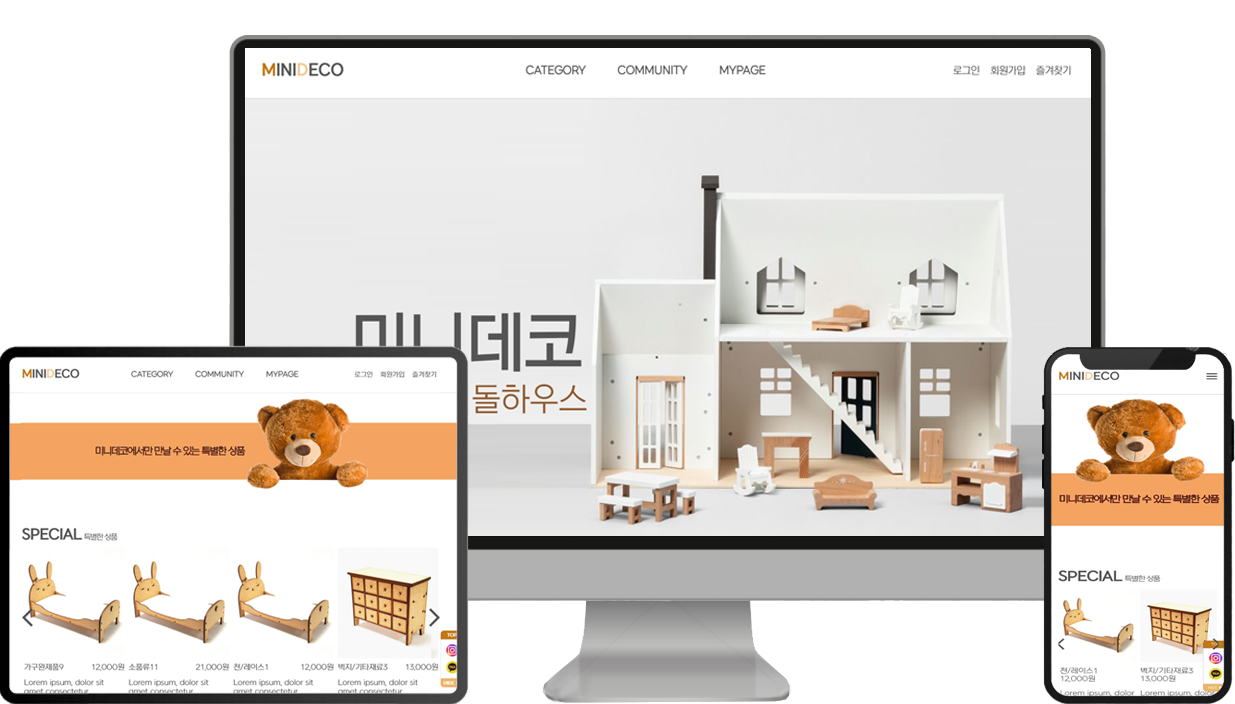 MINIDECO
CATEGORY COMMUNITY MYPAGE
로그인 회원가입 즐겨찾기
미니데코
돌하우스
MINIDECO
CATEGORY COMMUNITY MYPAGE
로그인 회원가입 즐겨찾기
미니데코에서만 만날 수 있는 특별한 상품
SPECIAL 특별한 상품
가구완제품9 12,000원
Lorem ipsum, dolor sit
amet consectetur
소품류11 21,000원
Lorem ipsum, dolor sit
amet consectetur
천/레이스1 12,000원
Lorem ipsum, dolor sit
amet consectetur
벽지/기타재료3 13,000원
Lorem ipsum, dolor sit
amet consectetur
TOP
MINIDECO
미니데코에서만 만날 수 있는 특별한 상품
SPECIAL 특별한 상품
천/레이스1
12,000원
Lorem ipsum, dolor
벽지/기타재료3
13,000원
Lorem ipsum, dolor